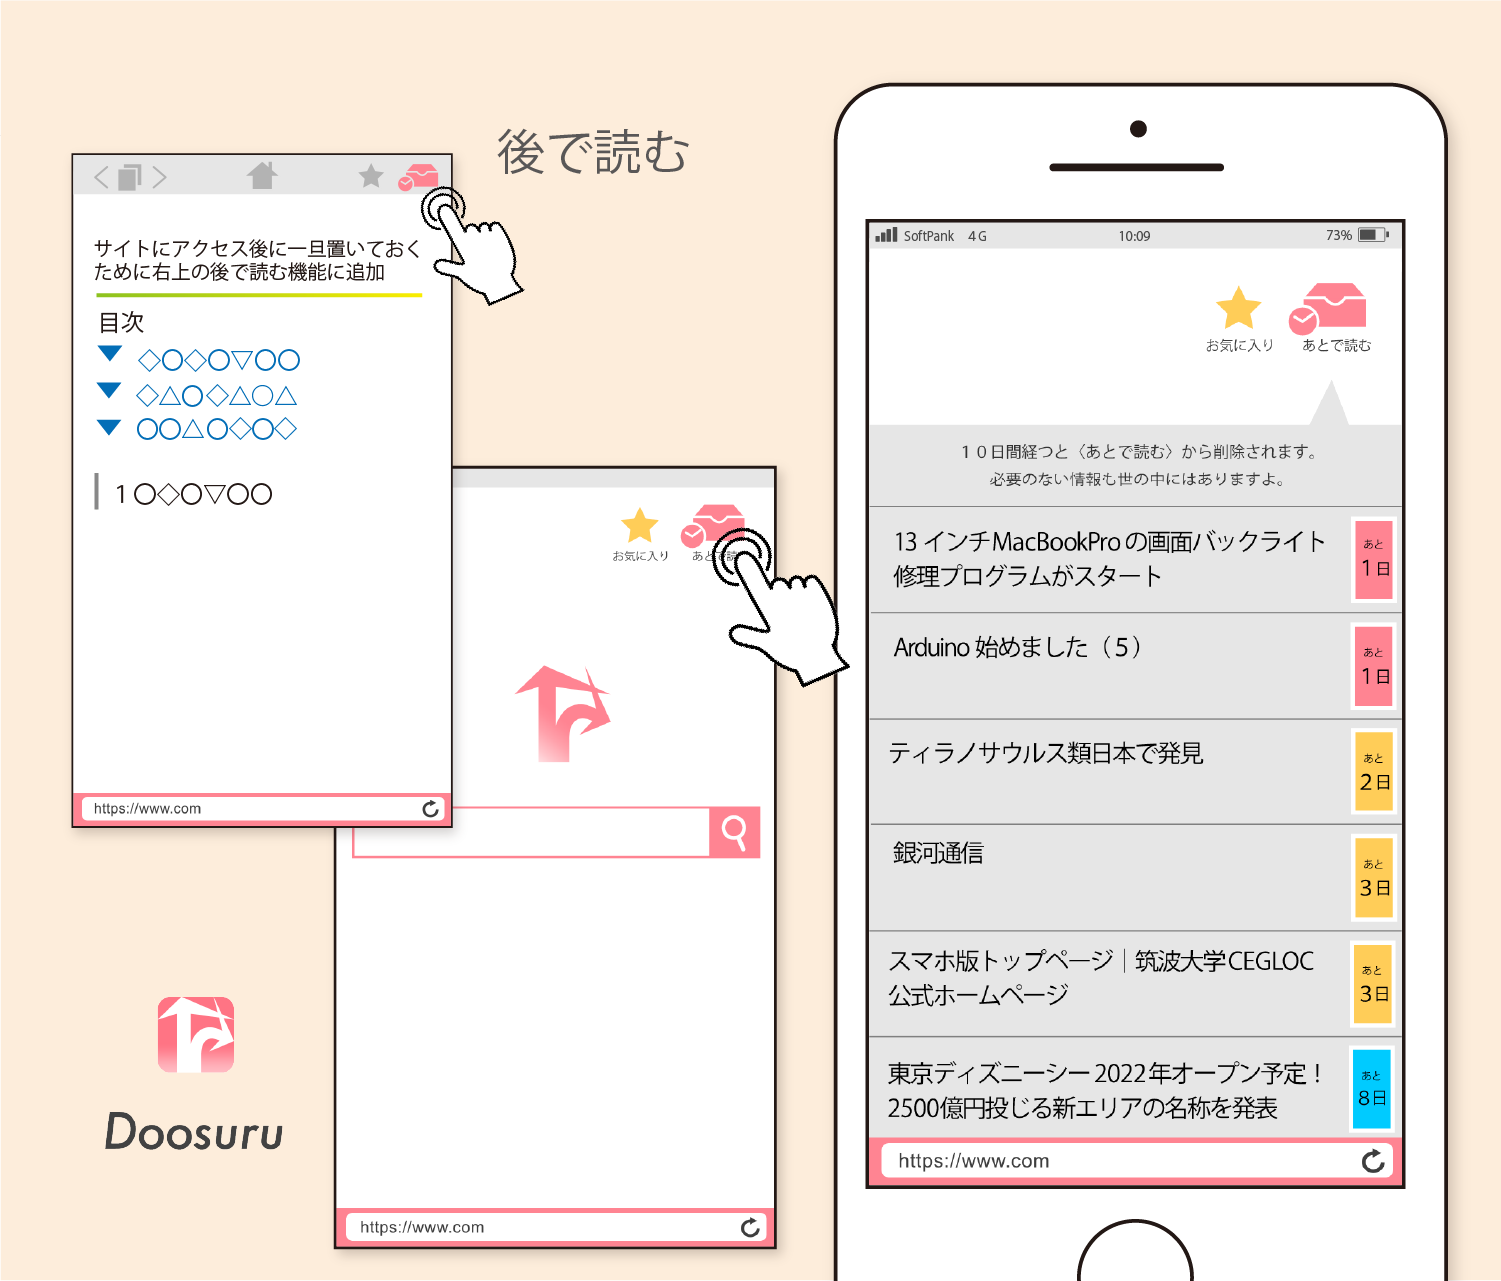 後で読む
サイトにアクセス後に一旦置いておく
ために右上の後で読む機能に追加
目次
◇○◇○▽○○
◇△○◇△○△
○○△○◇○◇
1○◇○▽○○
https://www.com
お気に入り
あとで読
https://www.com
Doosuru
SoftPank 4G 10:09 73%
お気に入り
あとで読む
10日間経つと〈あとで読む〉から削除されます。
必要のない情報も世の中にはありますよ。
13インチMacBookProの画面バックライト
修理プログラムがスタート
あと
1日
Arduino始めました（5）
あと
1日
ティラノサウルス類日本で発見
あと
2日
銀河通信
あと
3日
スマホ版トップページ｜筑波大学CEGLOC
公式ホームページ
あと
3日
東京ディズニーシー2022年オープン予定！
2500億円投じる新エリアの名称を発表
あと
8日
https://www.com